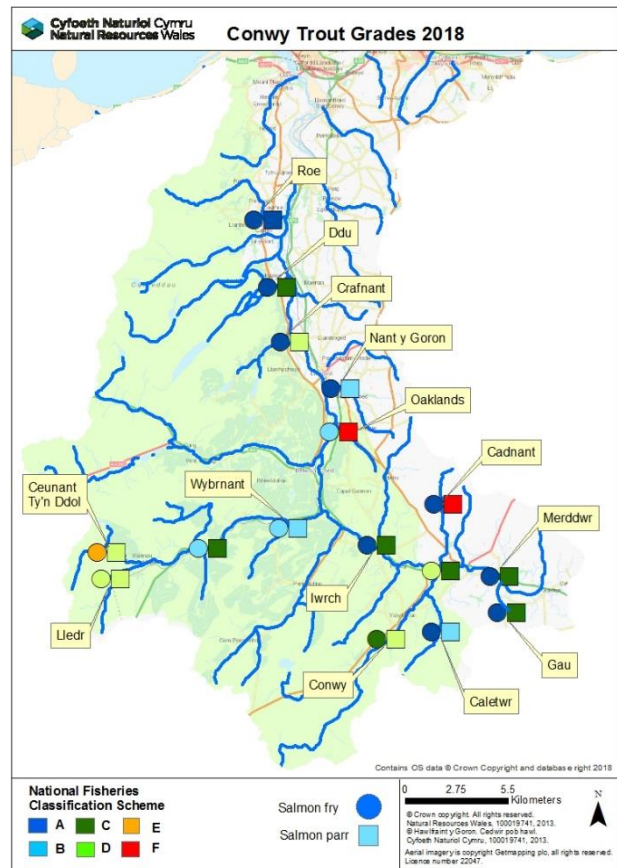 Cyfoeth Naturiol Cymru
Natural Resources Wales
Conwy Trout Grades 2018
Roe
Ddu
Crafnant
Nant y Goron
Oaklands
Cadnant
Wybrnant
Ceunant
Ty'n Ddol
Merddwr
Iwrch
Lledr
Gau
Conwy
Caletwr
Contains OS data © Crown Copyright and database right 2018
National Fisheries
Classification Scheme
A C E
B D F
Salmon fry
Salmon parr
0 2.75 5.5
Kilometers
N
© Crown copyright. All rights reserved.
Natural Resources Wales, 100019741, 2013.
© Hawlfraint y Goron. Cedwir pob hawl.
Cyfoeth Naturiol Cymru, 100019741, 2013.
Aerial imagery is copyright Getmapping plc, all rights reserved.
Licence number 22047.